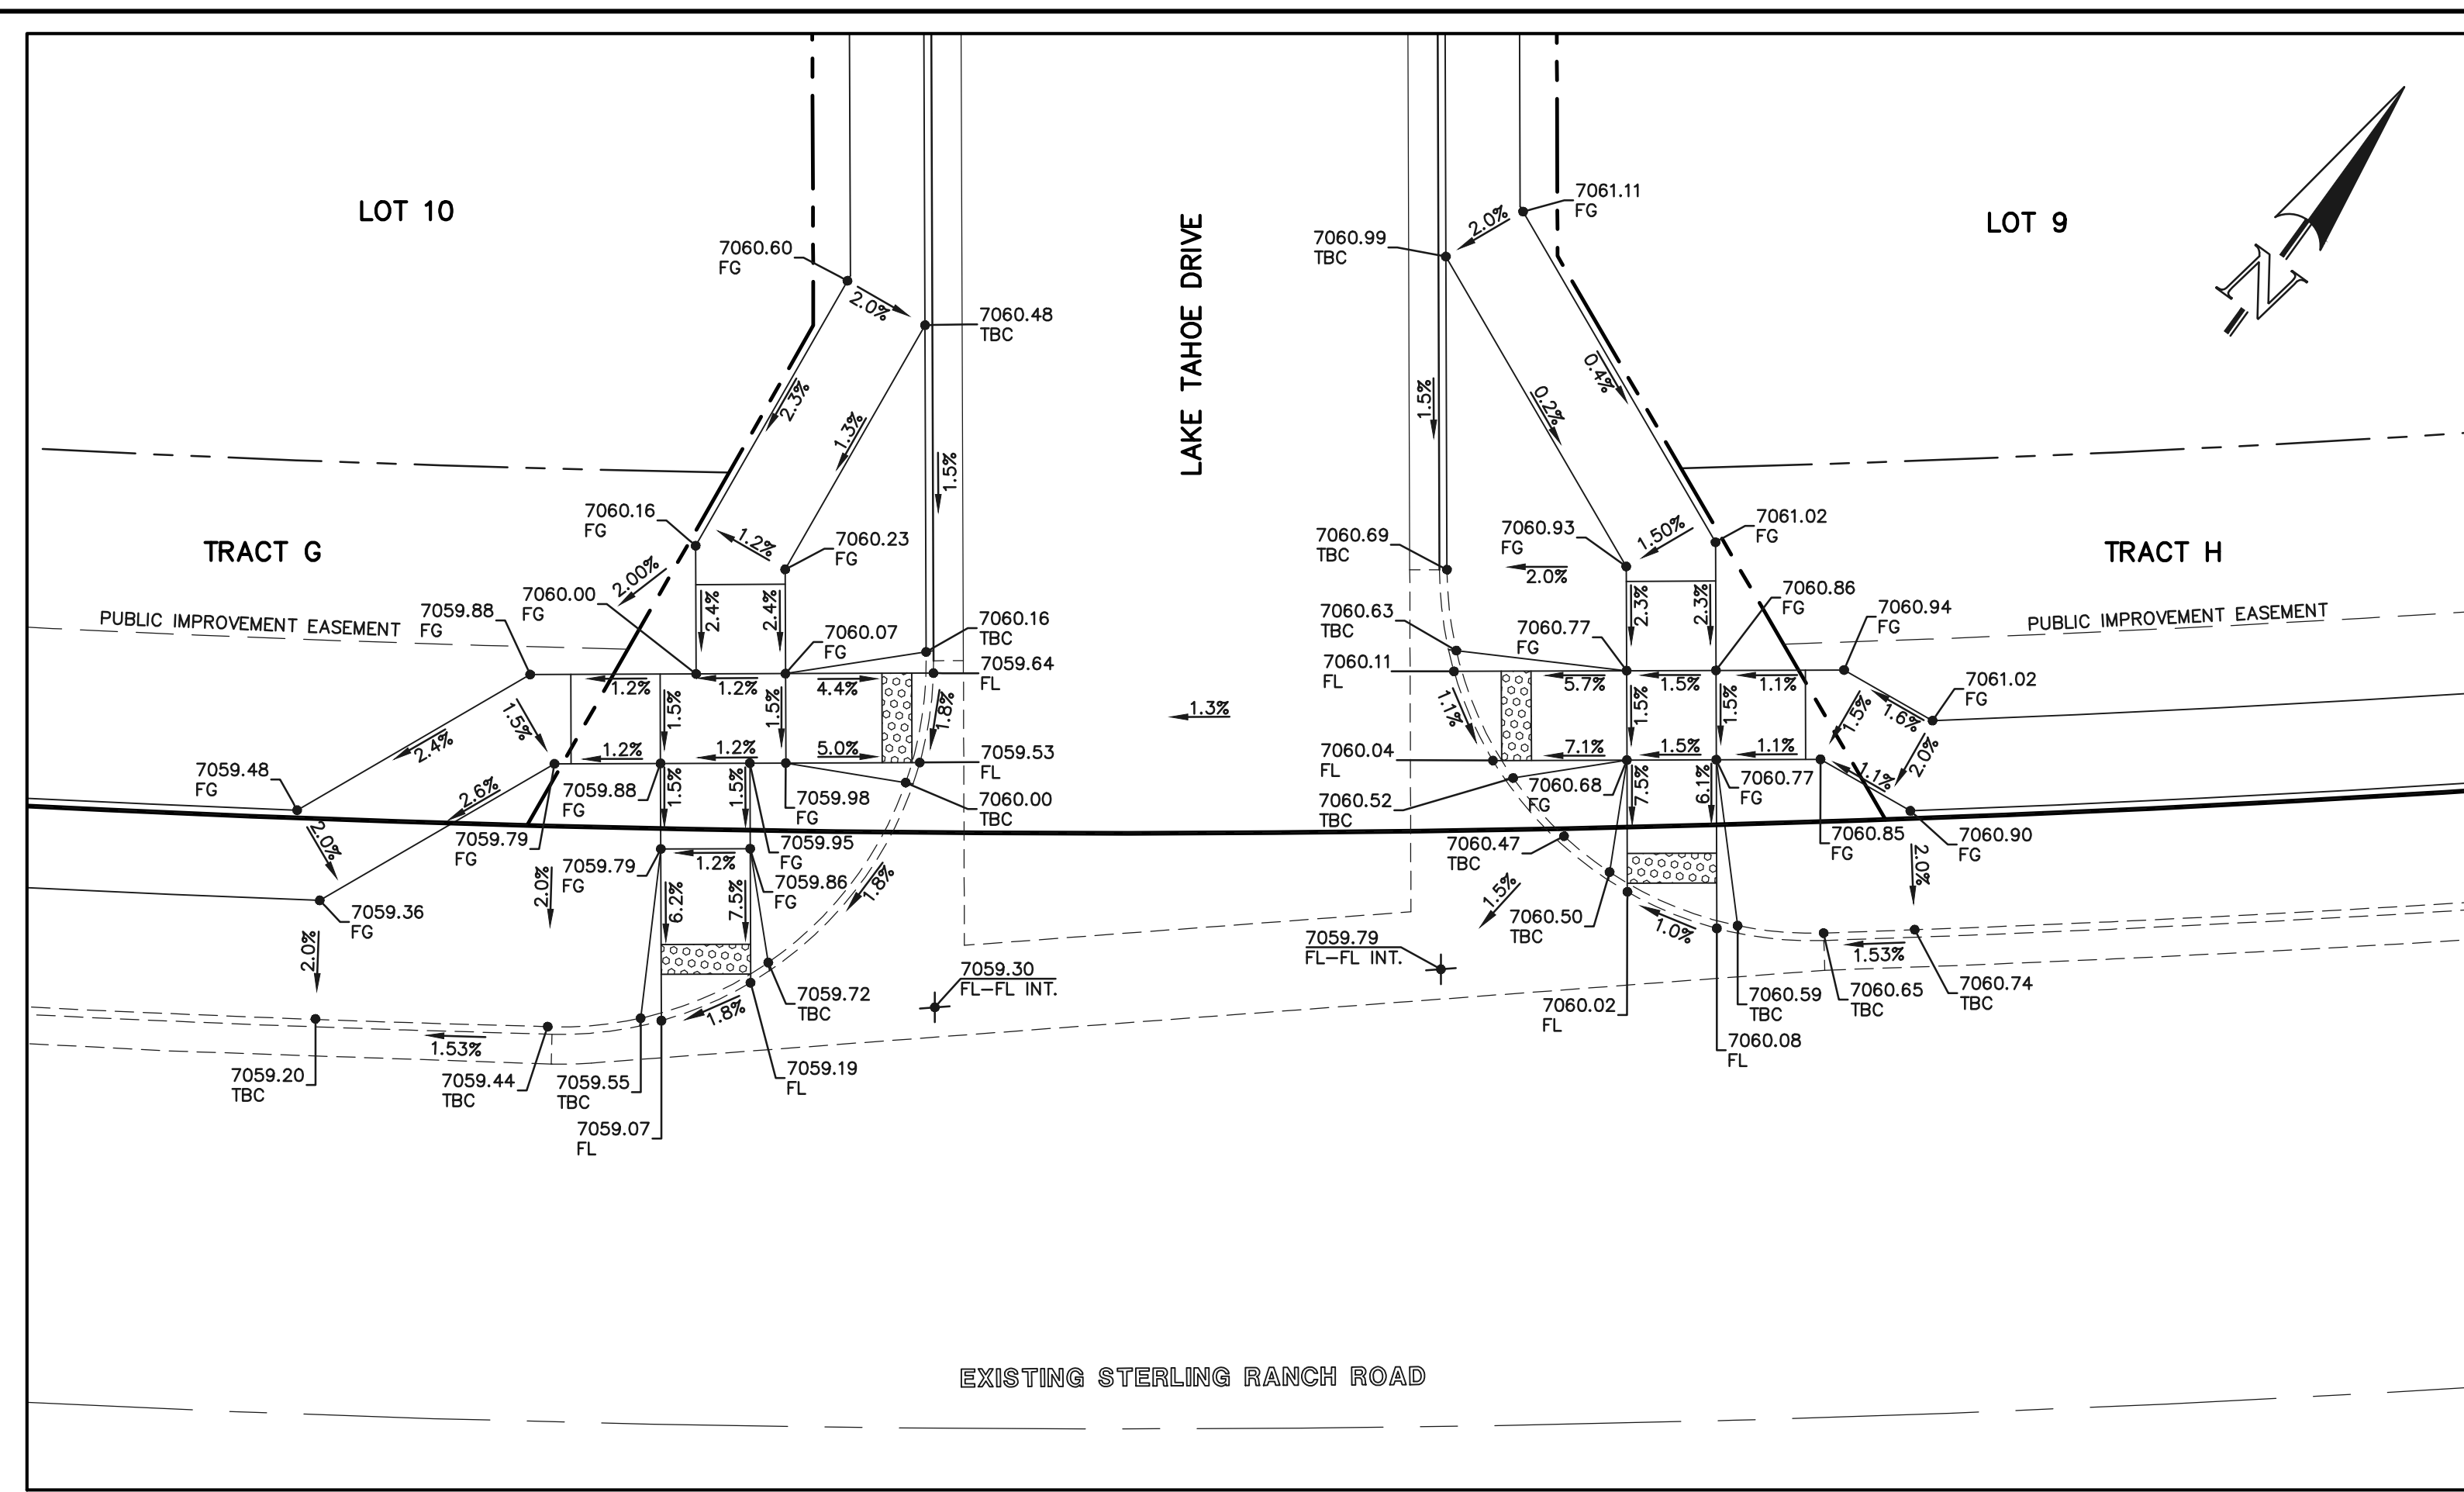 7061.11
FG
2.0%
LOT 10
LOT 9
7060.99
TBC
7060.60
FG
2.0%
LAKE TAHOE DRIVE
N
7060.48
TBC
2.3%
1.3%
1.5%
1.5%
0.2%
0.4%
7060.16
FG
1.2%
7060.23
FG
7060.69
TBC
7060.93
FG
1.50%
7061.02
FG
2.0%
TRACT G
TRACT H
2.00%
7060.00
FG
2.4%
2.4%
2.3%
2.3%
7060.86
FG
PUBLIC IMPROVEMENT EASEMENT
7059.88
FG
7060.07
FG
7060.16
TBC
7060.63
TBC
7060.77
FG
7060.94
FG
PUBLIC IMPROVEMENT EASEMENT
7059.64
FL
7060.11
FL
7061.02
FG
1.2%
1.2%
4.4%
5.7%
1.5%
1.1%
1.5%
1.5%
1.5%
1.8%
1.3%
1.1%
1.5%
1.5%
1.5%
1.6%
2.0%
2.4%
1.2%
1.2%
5.0%
7059.53
FL
7060.04
FL
7.1%
1.5%
1.1%
1.1%
7059.48
FG
2.6%
7059.88
FG
1.5%
1.5%
7059.98
FG
7060.00
TBC
7060.52
TBC
7060.68
FG
7.5%
6.1%
7060.77
FG
2.0%
7059.79
FG
7059.79
FG
1.2%
7059.95
FG
7060.47
TBC
7060.85
FG
7060.90
FG
2.0%
6.2%
7.5%
7059.86
FG
1.8%
1.5%
2.0%
7059.36
FG
7060.50
TBC
1.0%
2.0%
7059.79
FL-FL INT.
1.53%
7059.30
FL-FL INT.
7059.72
TBC
1.8%
7060.02
FL
7060.59
TBC
7060.65
TBC
7060.74
TBC
1.53%
7060.08
FL
7059.20
TBC
7059.44
TBC
7059.55
TBC
7059.19
FL
7059.07
FL
EXISTING STERLING RANCH ROAD